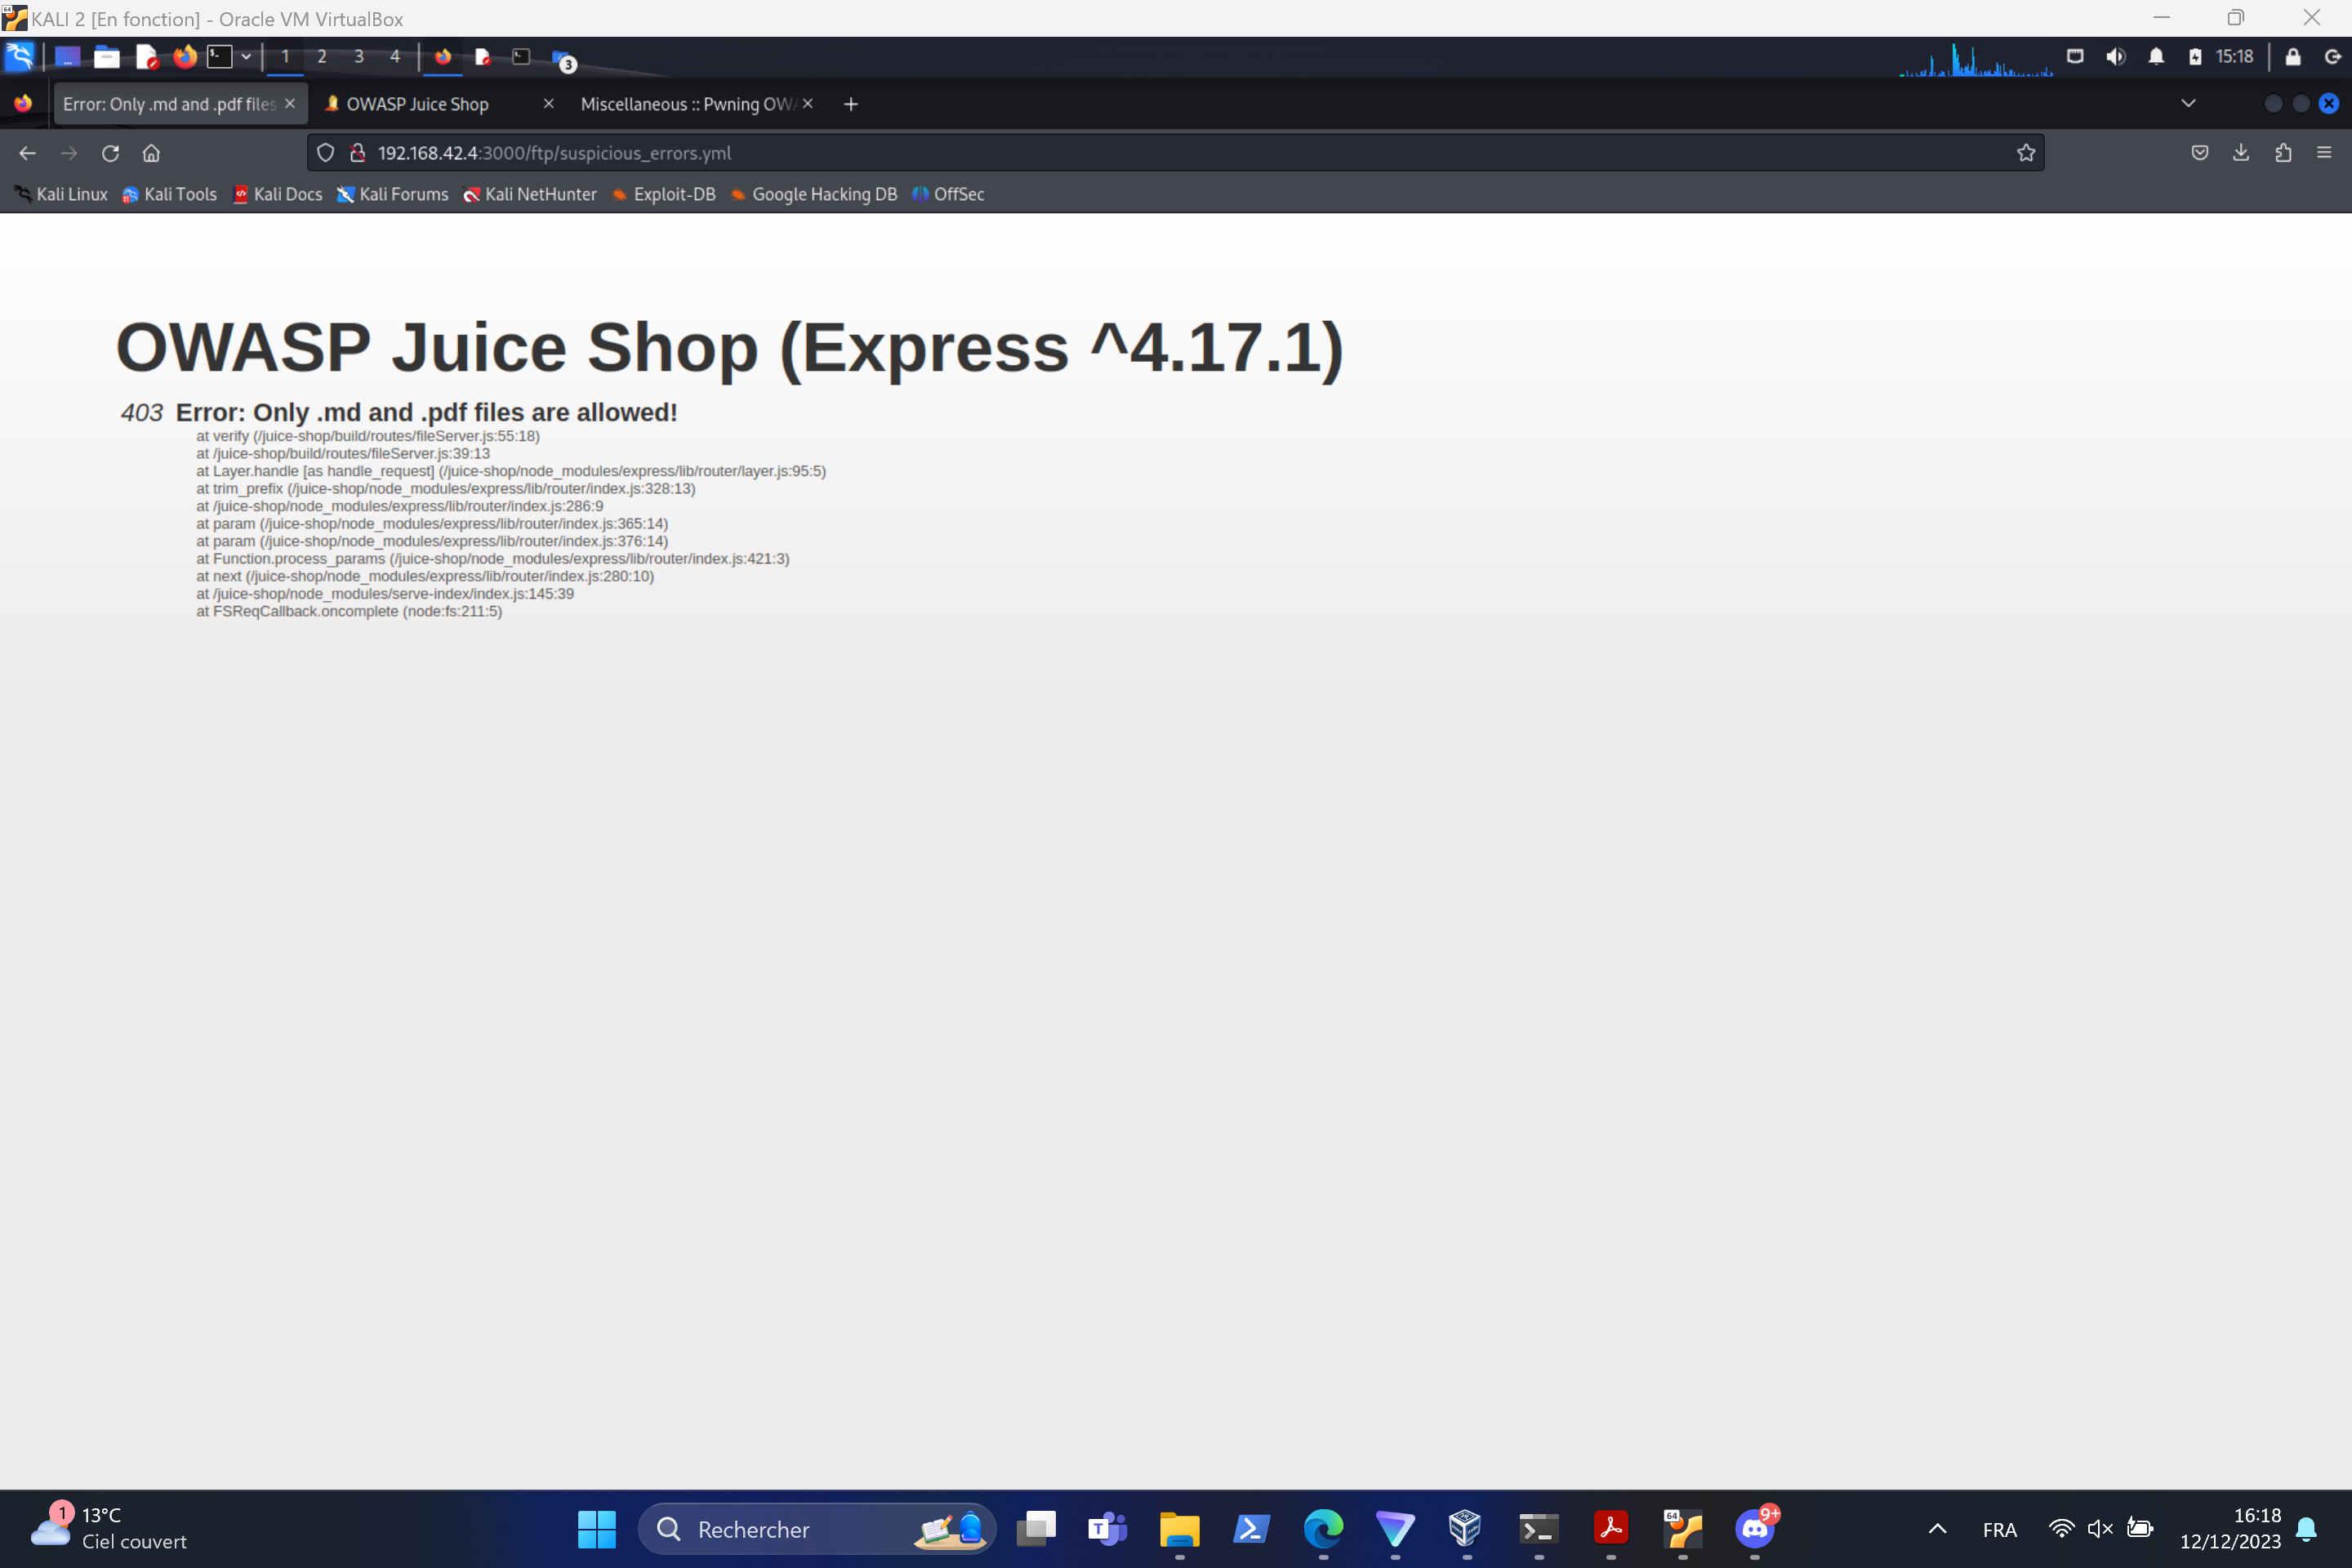 KALI 2 [En fonction] - Oracle VM VirtualBox
1 2 3 4 3 15:18
Error: Only .md and .pdf files OWASP Juice Shop Miscellaneous :: Pwning OW
192.168.42.4:3000/ftp/suspicious_errors.yml
Kali Linux Kali Tools Kali Docs Kali Forums Kali NetHunter Exploit-DB Google Hacking DB OffSec
OWASP Juice Shop (Express ^4.17.1)
403 Error: Only .md and .pdf files are allowed!
at verify (/juice-shop/build/routes/fileServer.js:55:18)
at /juice-shop/build/routes/fileServer.js:39:13
at Layer.handle [as handle_request] (/juice-shop/node_modules/express/lib/router/layer.js:95:5)
at trim_prefix (/juice-shop/node_modules/express/lib/router/index.js:328:13)
at /juice-shop/node_modules/express/lib/router/index.js:286:9
at param (/juice-shop/node_modules/express/lib/router/index.js:365:14)
at param (/juice-shop/node_modules/express/lib/router/index.js:376:14)
at Function.process_params (/juice-shop/node_modules/express/lib/router/index.js:421:3)
at next (/juice-shop/node_modules/express/lib/router/index.js:280:10)
at /juice-shop/node_modules/serve-index/index.js:145:39
at FSReqCallback.oncomplete (node:fs:211:5)
1 13°C
Ciel couvert
Rechercher
64
9+
FRA
16:18
12/12/2023